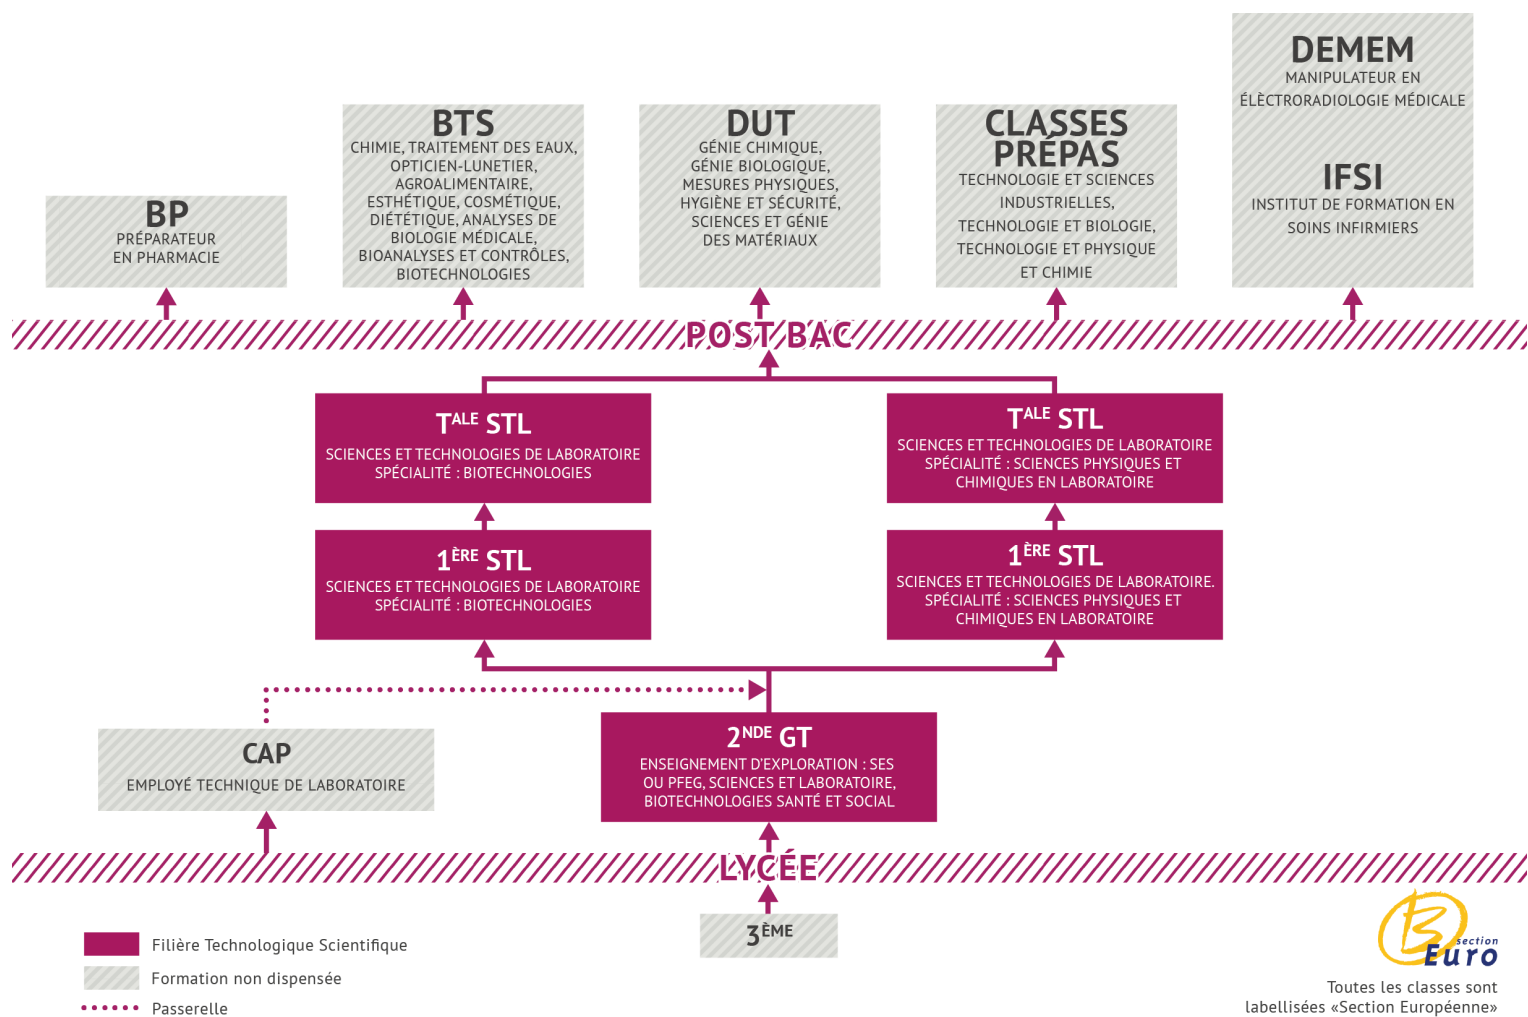 DEMEM
MANIPULATEUR EN
ÉLÈCTRORADIOLOGIE MÉDICALE
IFSI
INSTITUT DE FORMATION EN
SOINS INFIRMIERS
BTS
CHIMIE, TRAITEMENT DES EAUX,
OPTICIEN-LUNETIER,
AGROALIMENTAIRE,
ESTHÉTIQUE, COSMÉTIQUE,
DIÉTÉTIQUE, ANALYSES DE
BIOLOGIE MÉDICALE,
BIOANALYSES ET CONTRÔLES,
BIOTECHNOLOGIES
DUT
GÉNIE CHIMIQUE,
GÉNIE BIOLOGIQUE,
MESURES PHYSIQUES,
HYGIÈNE ET SÉCURITÉ,
SCIENCES ET GÉNIE
DES MATÉRIAUX
CLASSES
PRÉPAS
TECHNOLOGIE ET SCIENCES
INDUSTRIELLES,
TECHNOLOGIE ET BIOLOGIE,
TECHNOLOGIE ET PHYSIQUE
ET CHIMIE
BP
PRÉPARATEUR
EN PHARMACIE
POST BAC
TALE STL
SCIENCES ET TECHNOLOGIES DE LABORATOIRE
SPÉCIALITÉ : BIOTECHNOLOGIES
TALE STL
SCIENCES ET TECHNOLOGIES DE LABORATOIRE
SPÉCIALITÉ : SCIENCES PHYSIQUES ET
CHIMIQUES EN LABORATOIRE
1ÈRE STL
SCIENCES ET TECHNOLOGIES DE LABORATOIRE
SPÉCIALITÉ : BIOTECHNOLOGIES
1ÈRE STL
SCIENCES ET TECHNOLOGIES DE LABORATOIRE.
SPÉCIALITÉ : SCIENCES PHYSIQUES ET
CHIMIQUES EN LABORATOIRE
CAP
EMPLOYÉ TECHNIQUE DE LABORATOIRE
2NDE GT
ENSEIGNEMENT D'EXPLORATION : SES
OU PFEG, SCIENCES ET LABORATOIRE,
BIOTECHNOLOGIES SANTÉ ET SOCIAL
LYCÉE
3ÈME
Filière Technologique Scientifique
Formation non dispensée
Passerelle
B
section
Euro
Toutes les classes sont
labellisées «Section Européenne»